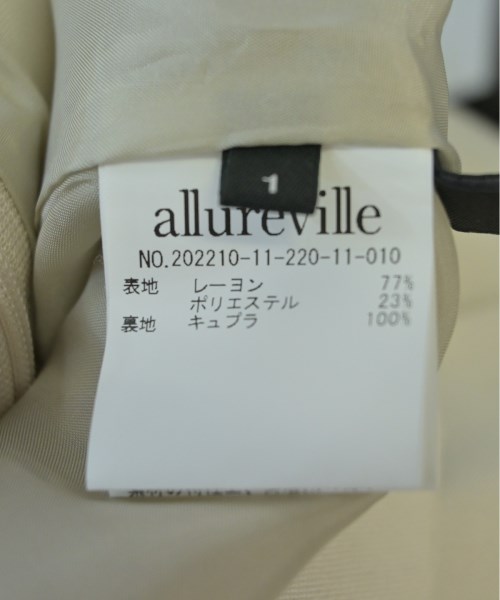 1
allureville
NO.202210-11-220-11-010
表地 レーヨン 77%
ポリエステル 23%
裏地 キュプラ 100%